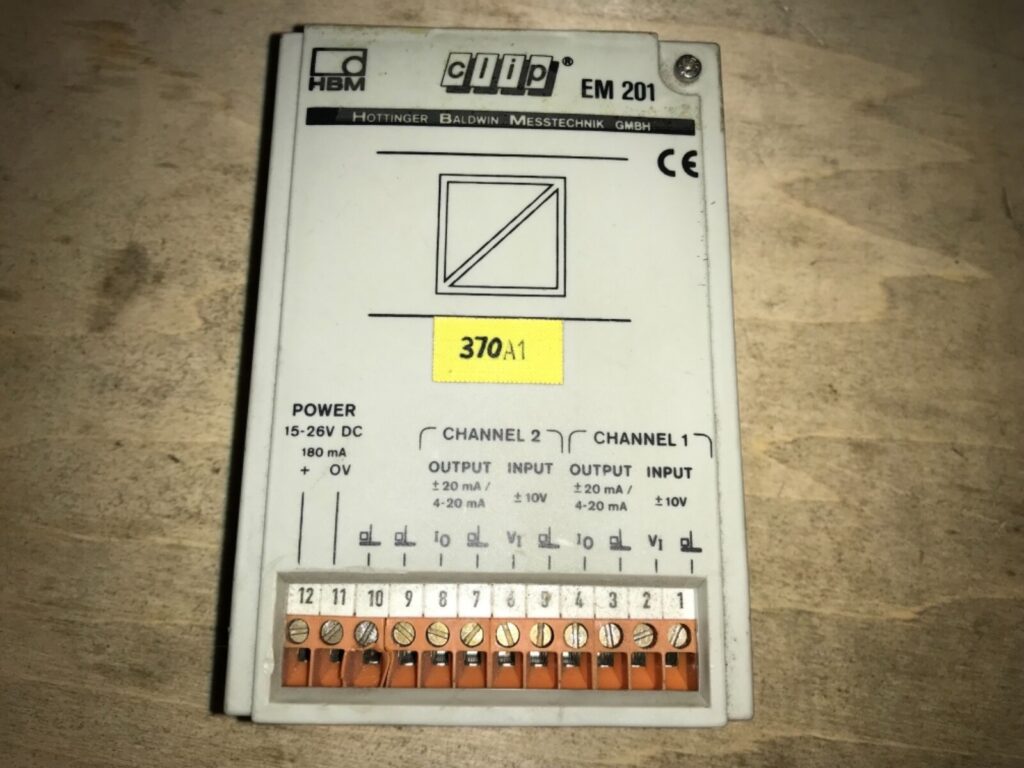 HBM
clip® EM 201
HOTTINGER BALDWIN MESSTECHNIK GMBH
CE
370A1
POWER
15-26V DC
180 mA
+ 0V
CHANNEL 2 CHANNEL 1
OUTPUT INPUT OUTPUT INPUT
±20 mA / ±10V ±20 mA / ±10V
4-20 mA 4-20 mA
IO VI IO VI
12 11 10 9 8 7 6 5 4 3 2 1